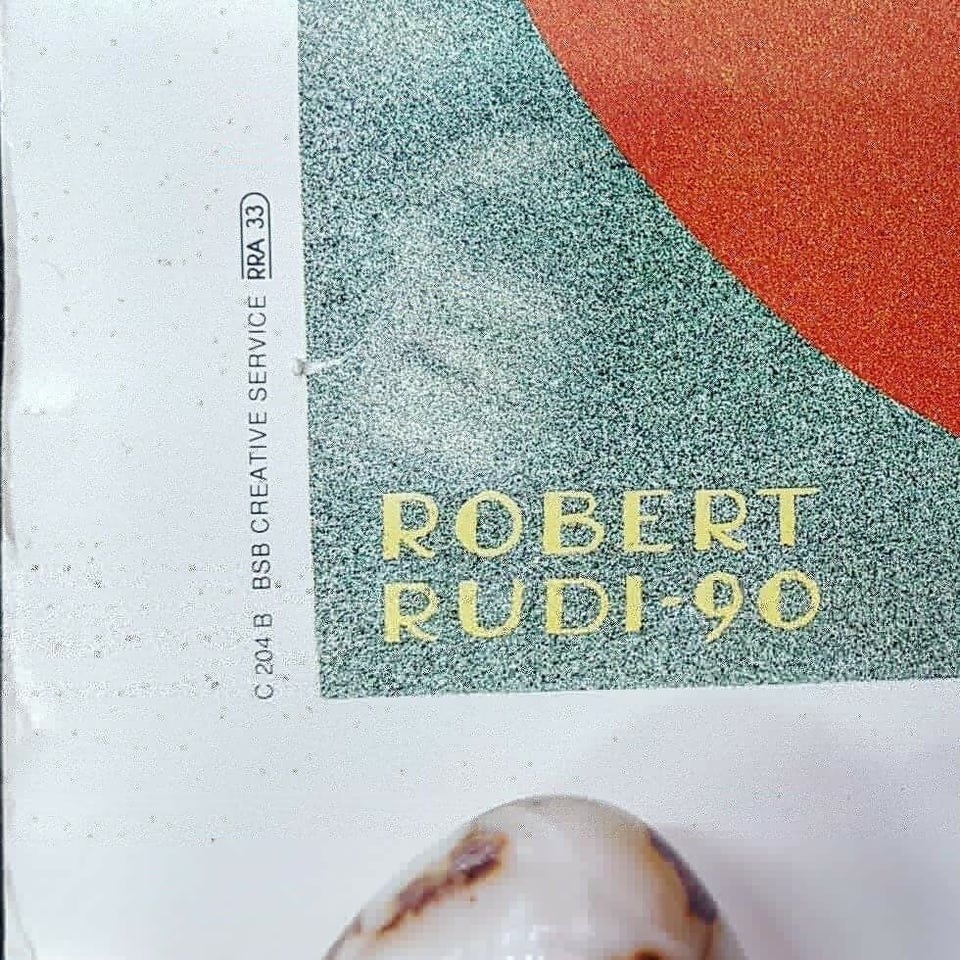 C 204 B BSB CREATIVE SERVICE RRA 33
ROBERT
RUDI-90